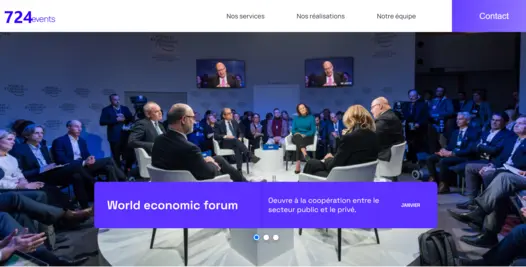 724events
Nos services
Nos réalisations
Notre équipe
Contact
World economic forum
Oeuvre à la coopération entre le
secteur public et le privé.
JANVIER